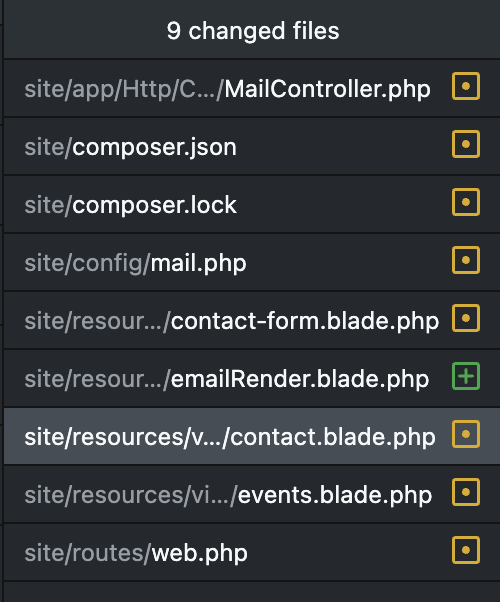 9 changed files
site/app/Http/C.../MailController.php
site/composer.json
site/composer.lock
site/config/mail.php
site/resour.../contact-form.blade.php
site/resour.../emailRender.blade.php
site/resources/v.../contact.blade.php
site/resources/vi.../events.blade.php
site/routes/web.php